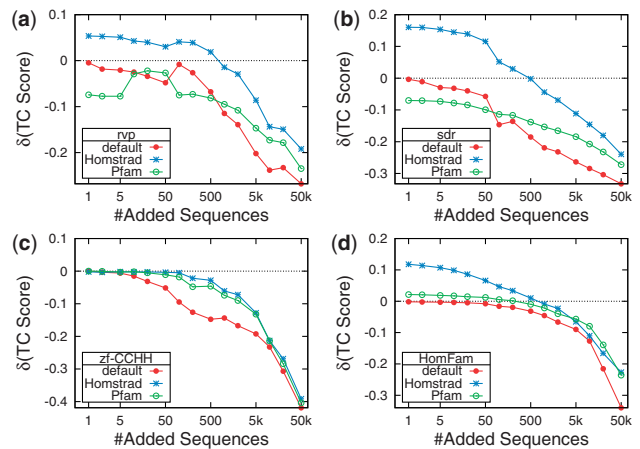 (a)
0.1
0
-0.1
-0.2
δ(TC Score)
rvp
default
Homstrad
Pfam
1 5 50 500 5k 50k
#Added Sequences
(b)
0.2
0.1
0
-0.1
-0.2
-0.3
δ(TC Score)
sdr
default
Homstrad
Pfam
1 5 50 500 5k 50k
#Added Sequences
(c)
0.1
0
-0.1
-0.2
-0.3
-0.4
δ(TC Score)
zf-CCHH
default
Homstrad
Pfam
1 5 50 500 5k 50k
#Added Sequences
(d)
0.2
0.1
0
-0.1
-0.2
-0.3
δ(TC Score)
HomFam
default
Homstrad
Pfam
1 5 50 500 5k 50k
#Added Sequences